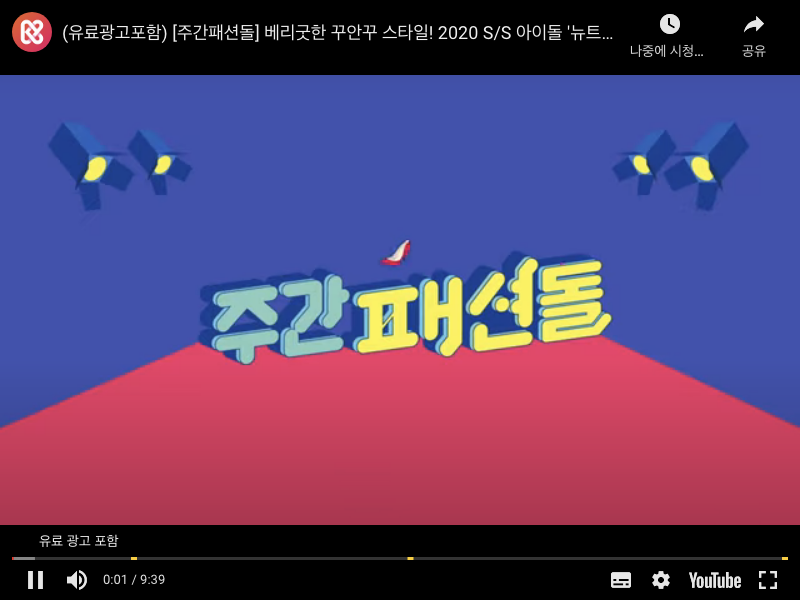 (유료광고포함) [주간패션돌] 베리굿한 꾸안꾸 스타일! 2020 S/S 아이돌 '뉴트...
나중에 시청...
공유
주간패션돌
유료 광고 포함
0:01 / 9:39
YouTube